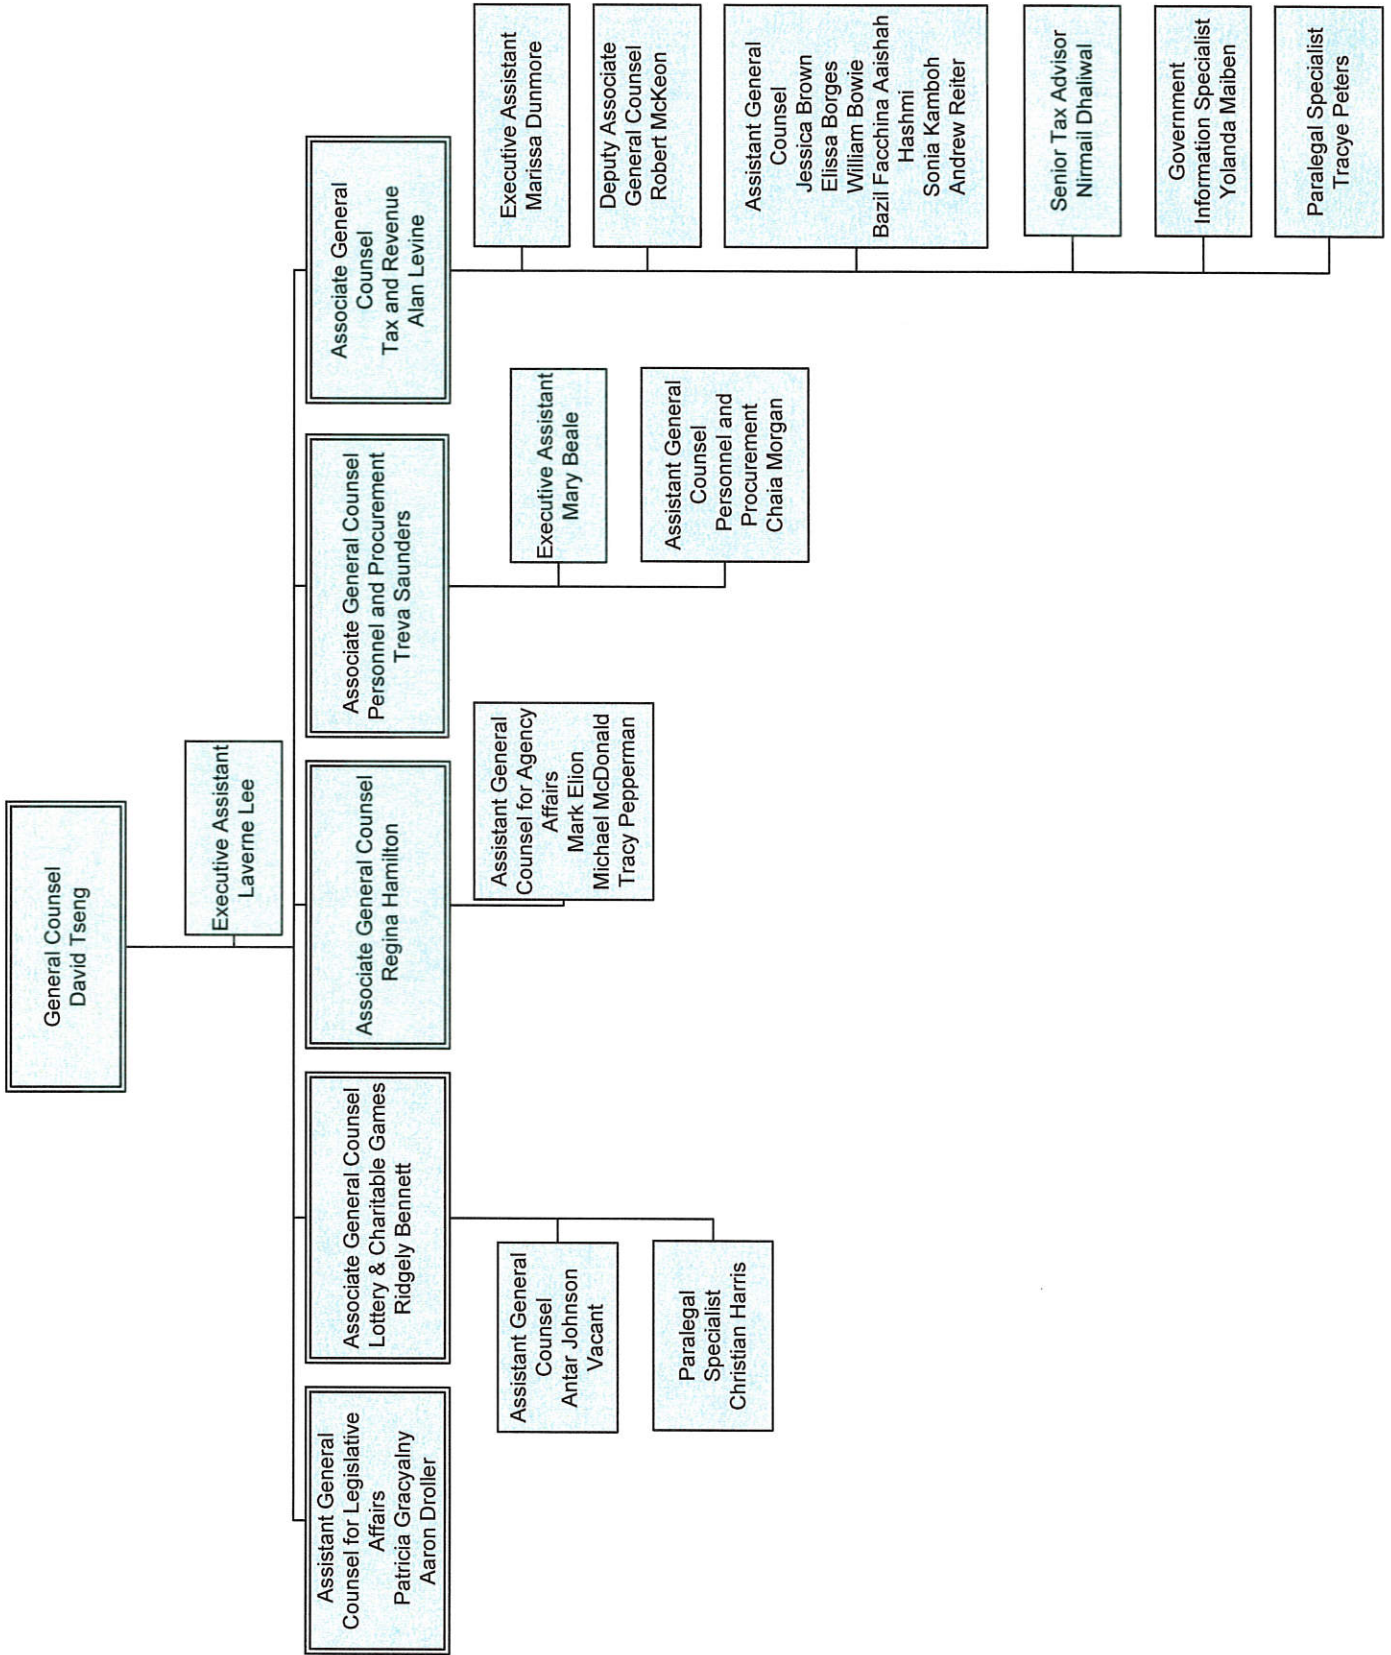 General Counsel
David Tseng
Executive Assistant
Laverne Lee
Assistant General
Counsel for Legislative
Affairs
Patricia Gracyalny
Aaron Droller
Associate General Counsel
Lottery & Charitable Games
Ridgely Bennett
Associate General Counsel
Regina Hamilton
Associate General Counsel
Personnel and Procurement
Treva Saunders
Associate General
Counsel
Tax and Revenue
Alan Levine
Assistant General
Counsel
Antar Johnson
Vacant
Paralegal
Specialist
Christian Harris
Assistant General
Counsel for Agency
Affairs
Mark Elion
Michael McDonald
Tracy Pepperman
Executive Assistant
Mary Beale
Assistant General
Counsel
Personnel and
Procurement
Chaia Morgan
Executive Assistant
Marissa Dunmore
Deputy Associate
General Counsel
Robert McKeon
Assistant General
Counsel
Jessica Brown
Elissa Borges
William Bowie
Bazil Facchina Aaishah
Hashmi
Sonia Kamboh
Andrew Reiter
Senior Tax Advisor
Nirmail Dhaliwal
Government
Information Specialist
Yolanda Maiben
Paralegal Specialist
Tracye Peters